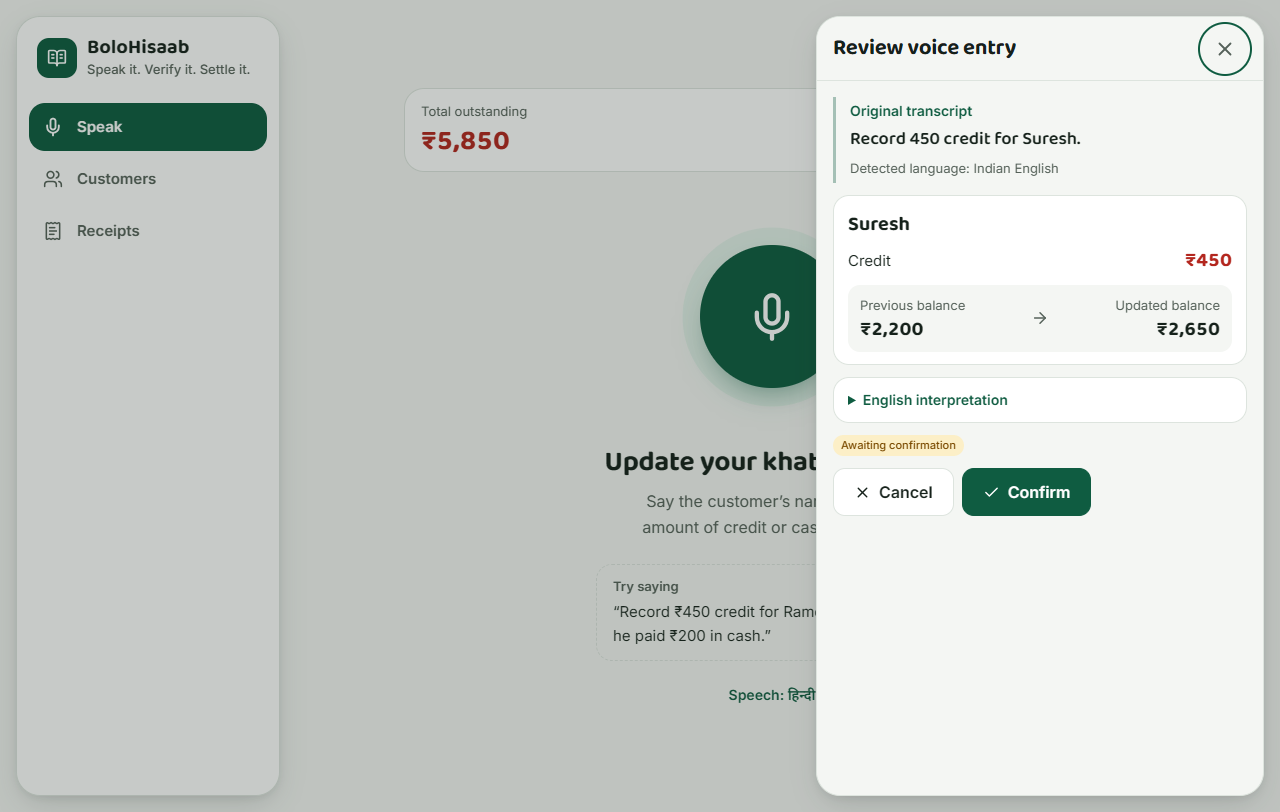 BoloHisaab
Speak it. Verify it. Settle it.
Speak
Customers
Receipts
Total outstanding
₹5,850
Update your khat
Say the customer’s nar
amount of credit or cas
Try saying
“Record ₹450 credit for Ram
he paid ₹200 in cash.”
Speech: हिन्दी
Review voice entry
Original transcript
Record 450 credit for Suresh.
Detected language: Indian English
Suresh
Credit
₹450
Previous balance
Updated balance
₹2,200
₹2,650
English interpretation
Awaiting confirmation
Cancel
Confirm